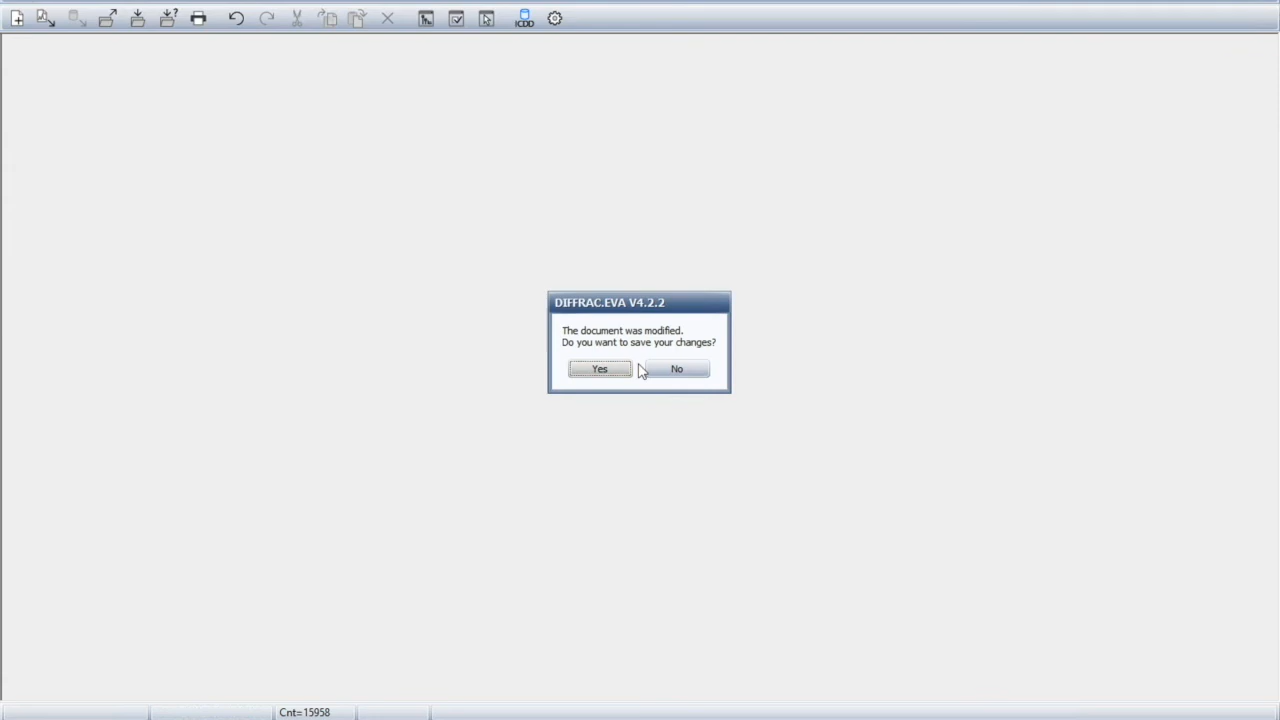 ICDD
DIFFRAC.EVA V4.2.2
The document was modified.
Do you want to save your changes?
Yes
No
Cnt=15958